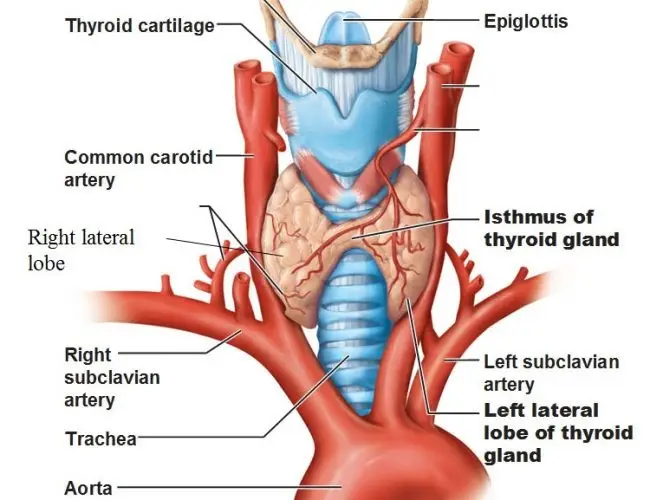 Thyroid cartilage
Epiglottis
Common carotid
artery
Right lateral
lobe
Isthmus of
thyroid gland
Right
subclavian
artery
Left subclavian
artery
Left lateral
lobe of thyroid
gland
Trachea
Aorta